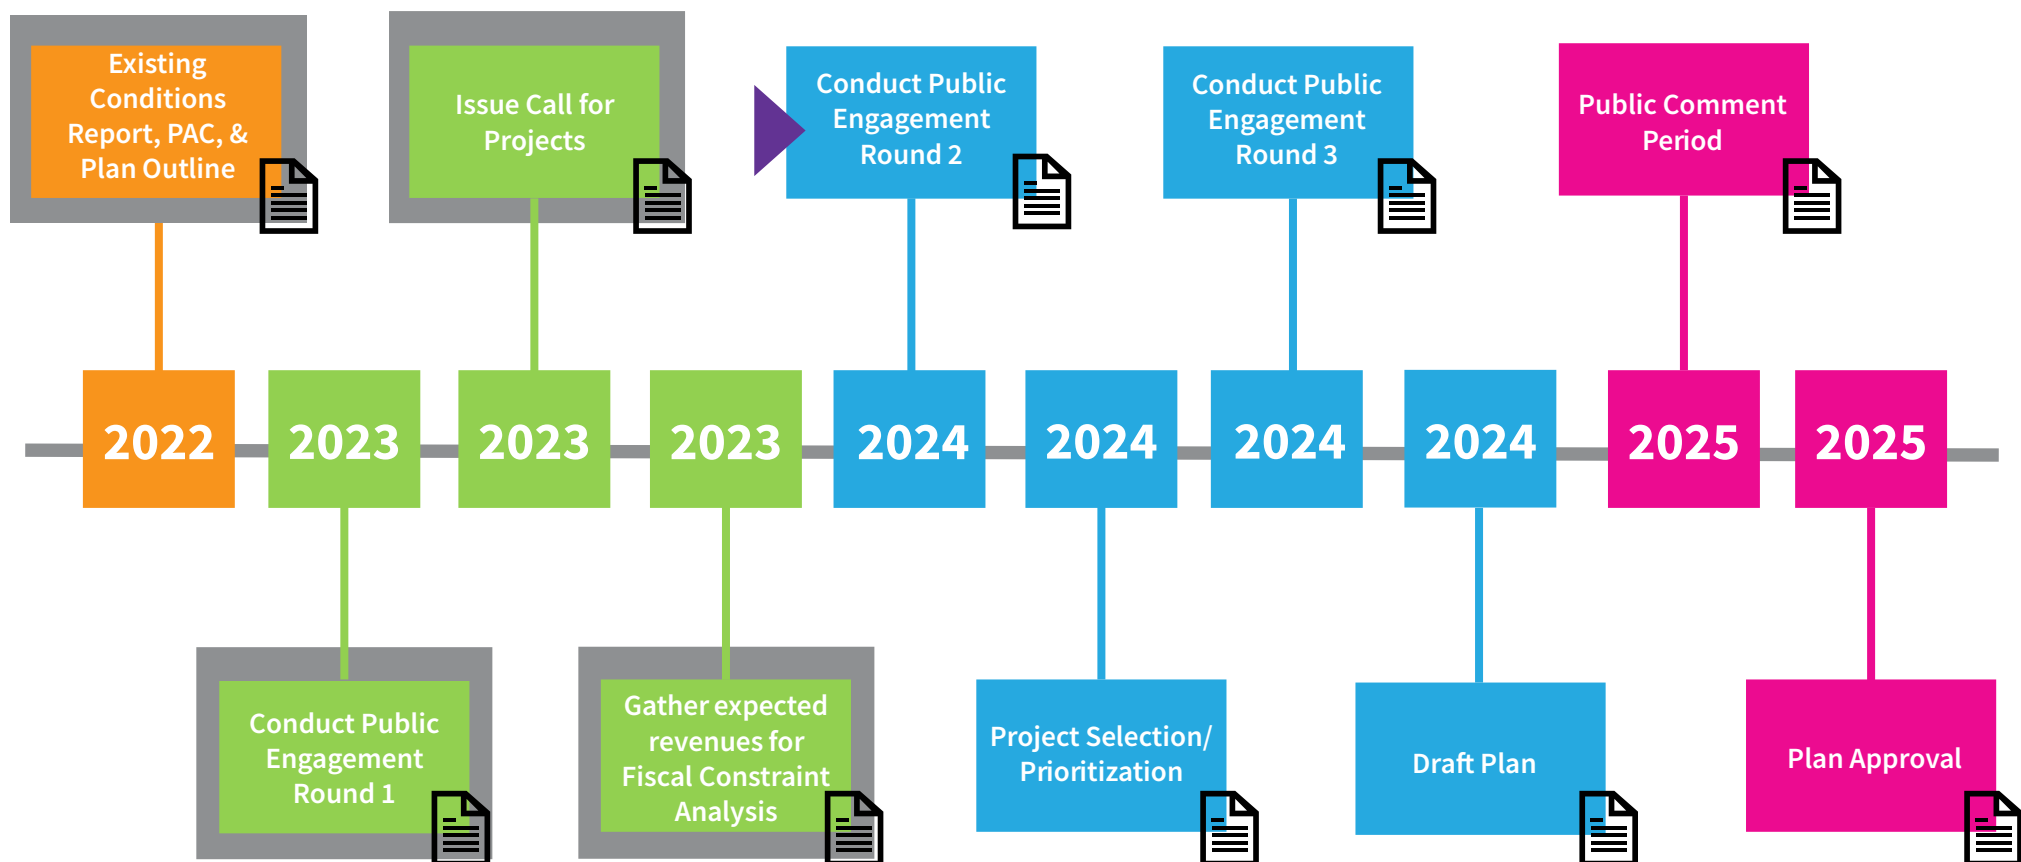 Existing
Conditions
Report, PAC, &
Plan Outline
Issue Call for
Projects
Conduct Public
Engagement
Round 2
Conduct Public
Engagement
Round 3
Public Comment
Period
2022
2023
2023
2023
2024
2024
2024
2024
2025
2025
Conduct Public
Engagement
Round 1
Gather expected
revenues for
Fiscal Constraint
Analysis
Project Selection/
Prioritization
Draft Plan
Plan Approval